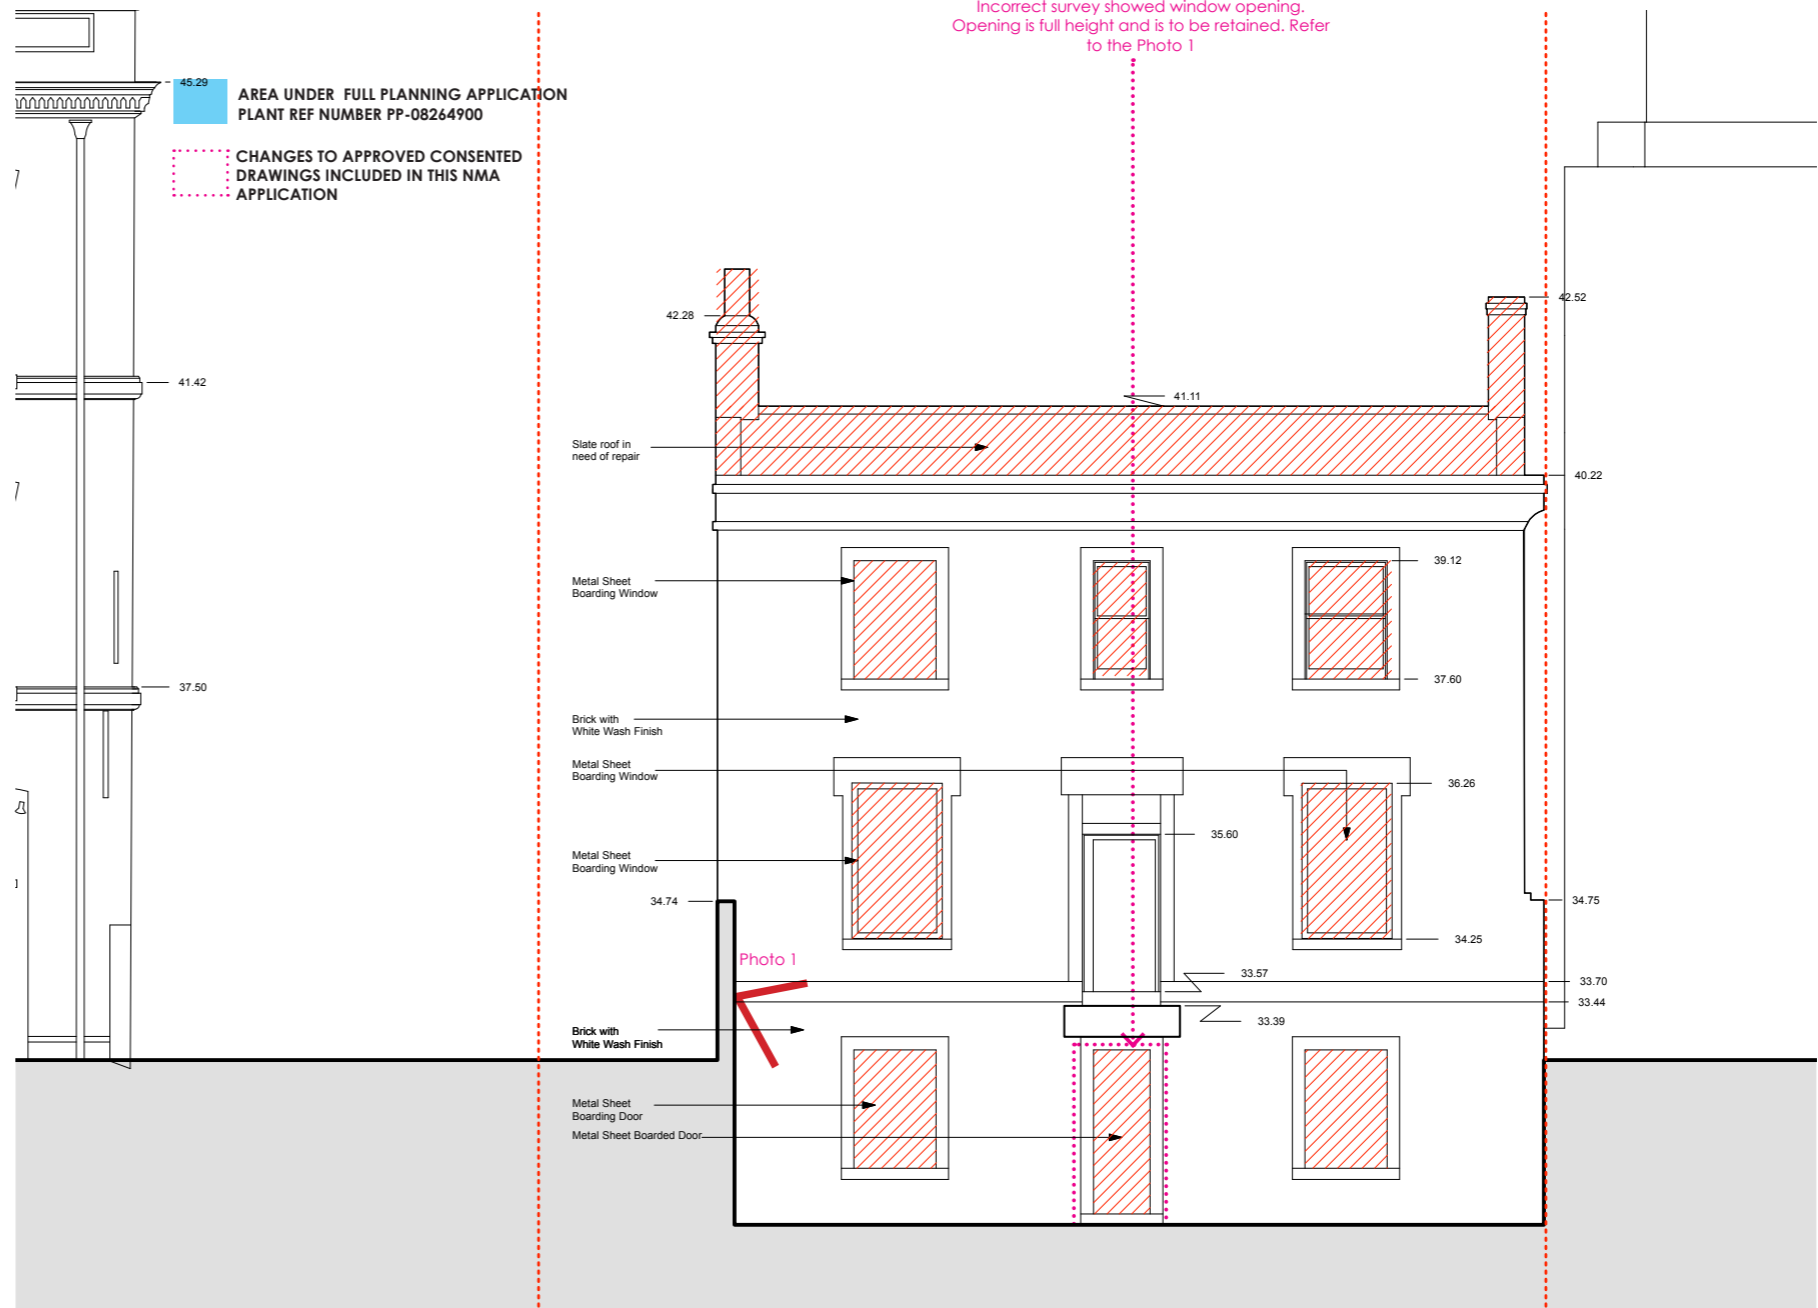 Incorrect survey showed window opening.
Opening is full height and is to be retained. Refer
to the Photo 1
45.29
AREA UNDER FULL PLANNING APPLICATION
PLANT REF NUMBER PP-08264900
CHANGES TO APPROVED CONSENTED
DRAWINGS INCLUDED IN THIS NMA
APPLICATION
42.28
42.52
41.42
41.11
Slate roof in
need of repair
40.22
39.12
Metal Sheet
Boarding Window
37.60
37.50
Brick with
White Wash Finish
Metal Sheet
Boarding Window
36.26
35.60
Metal Sheet
Boarding Window
34.74
34.75
34.25
Photo 1
33.57
33.70
33.44
33.39
Brick with
White Wash Finish
Metal Sheet
Boarding Door
Metal Sheet Boarded Door